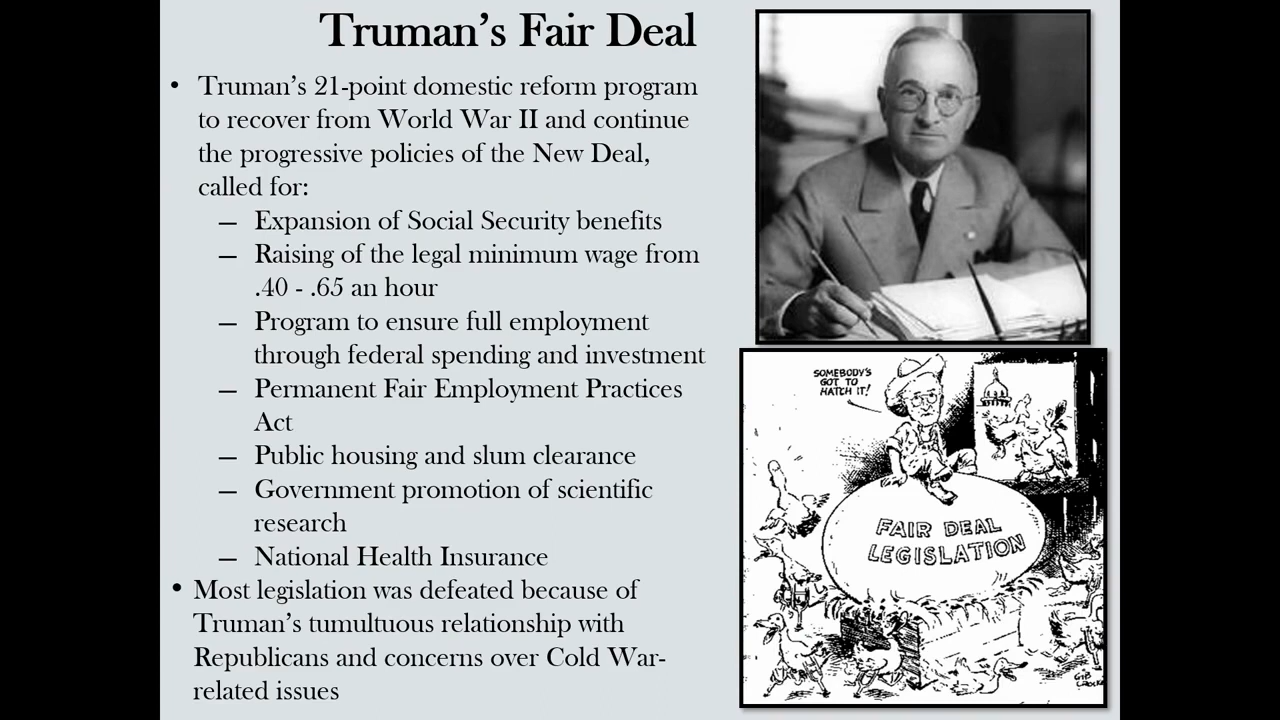 Truman’s Fair Deal
• Truman’s 21-point domestic reform program
to recover from World War II and continue
the progressive policies of the New Deal,
called for:
– Expansion of Social Security benefits
– Raising of the legal minimum wage from
.40 - .65 an hour
– Program to ensure full employment
through federal spending and investment
– Permanent Fair Employment Practices
Act
– Public housing and slum clearance
– Government promotion of scientific
research
– National Health Insurance
• Most legislation was defeated because of
Truman’s tumultuous relationship with
Republicans and concerns over Cold War-
related issues
SOMEBODY'S
GOT TO
HATCH IT!
FAIR DEAL
LEGISLATION